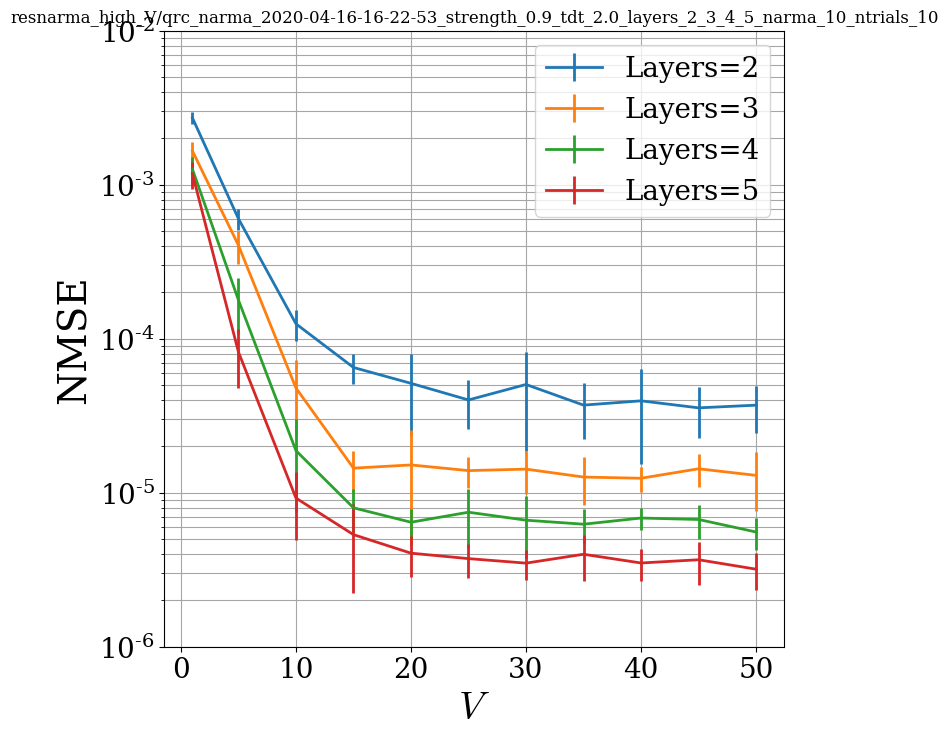 resnarma_high_V/qrc_narma_2020-04-16-16-22-53_strength_0.9_tdt_2.0_layers_2_3_4_5_narma_10_ntrials_10
10-2
10-3
10-4
10-5
10-6
NMSE
Layers=2
Layers=3
Layers=4
Layers=5
0 10 20 30 40 50
V